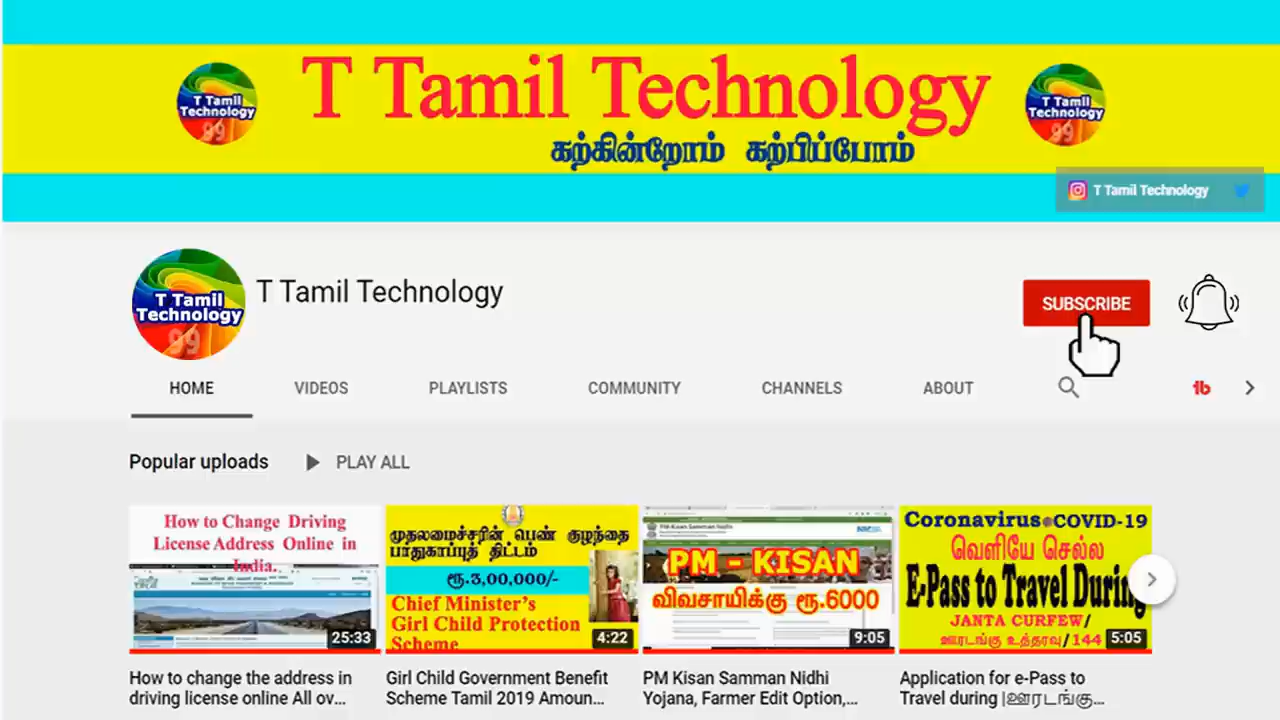 T Tamil Technology
கற்கின்றோம் கற்பிப்போம்
T Tamil
Technology
99
T Tamil
Technology
99
T Tamil Technology
T Tamil
Technology
99
T Tamil Technology
SUBSCRIBE
HOME VIDEOS PLAYLISTS COMMUNITY CHANNELS ABOUT
Popular uploads PLAY ALL
How to Change Driving
License Address Online in
India.
25:33
முதலமைச்சரின் பெண் குழந்தை
பாதுகாப்புத் திட்டம்
ரூ.3,00,000/-
Chief Minister's
Girl Child Protection
Scheme
4:22
PM-Kisan Samman Nidhi
PM - KISAN
விவசாயிக்கு ரூ.6000
9:05
Coronavirus COVID-19
வெளியே செல்ல
E-Pass to Travel During
JANTA CURFEW/
ஊரடங்கு உத்தரவு/144
5:05
How to change the address in
driving license online All ov...
Girl Child Government Benefit
Scheme Tamil 2019 Amoun...
PM Kisan Samman Nidhi
Yojana, Farmer Edit Option,...
Application for e-Pass to
Travel during |ஊரடங்கு...